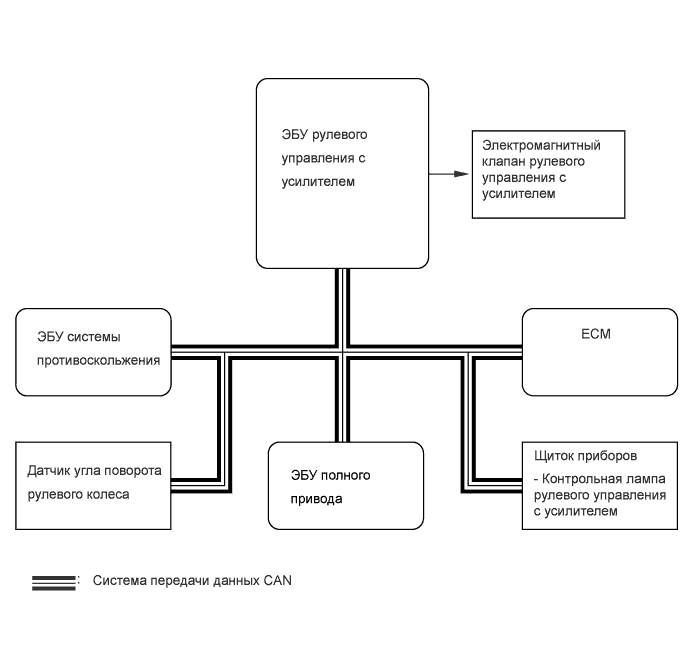 ЭБУ рулевого
управления с
усилителем
Электромагнитный
клапан рулевого
управления с
усилителем
ЭБУ системы
противоскольжения
ECM
Датчик угла поворота
рулевого колеса
ЭБУ полного
привода
Щиток приборов
- Контрольная лампа
рулевого управления
с усилителем
: Система передачи данных CAN